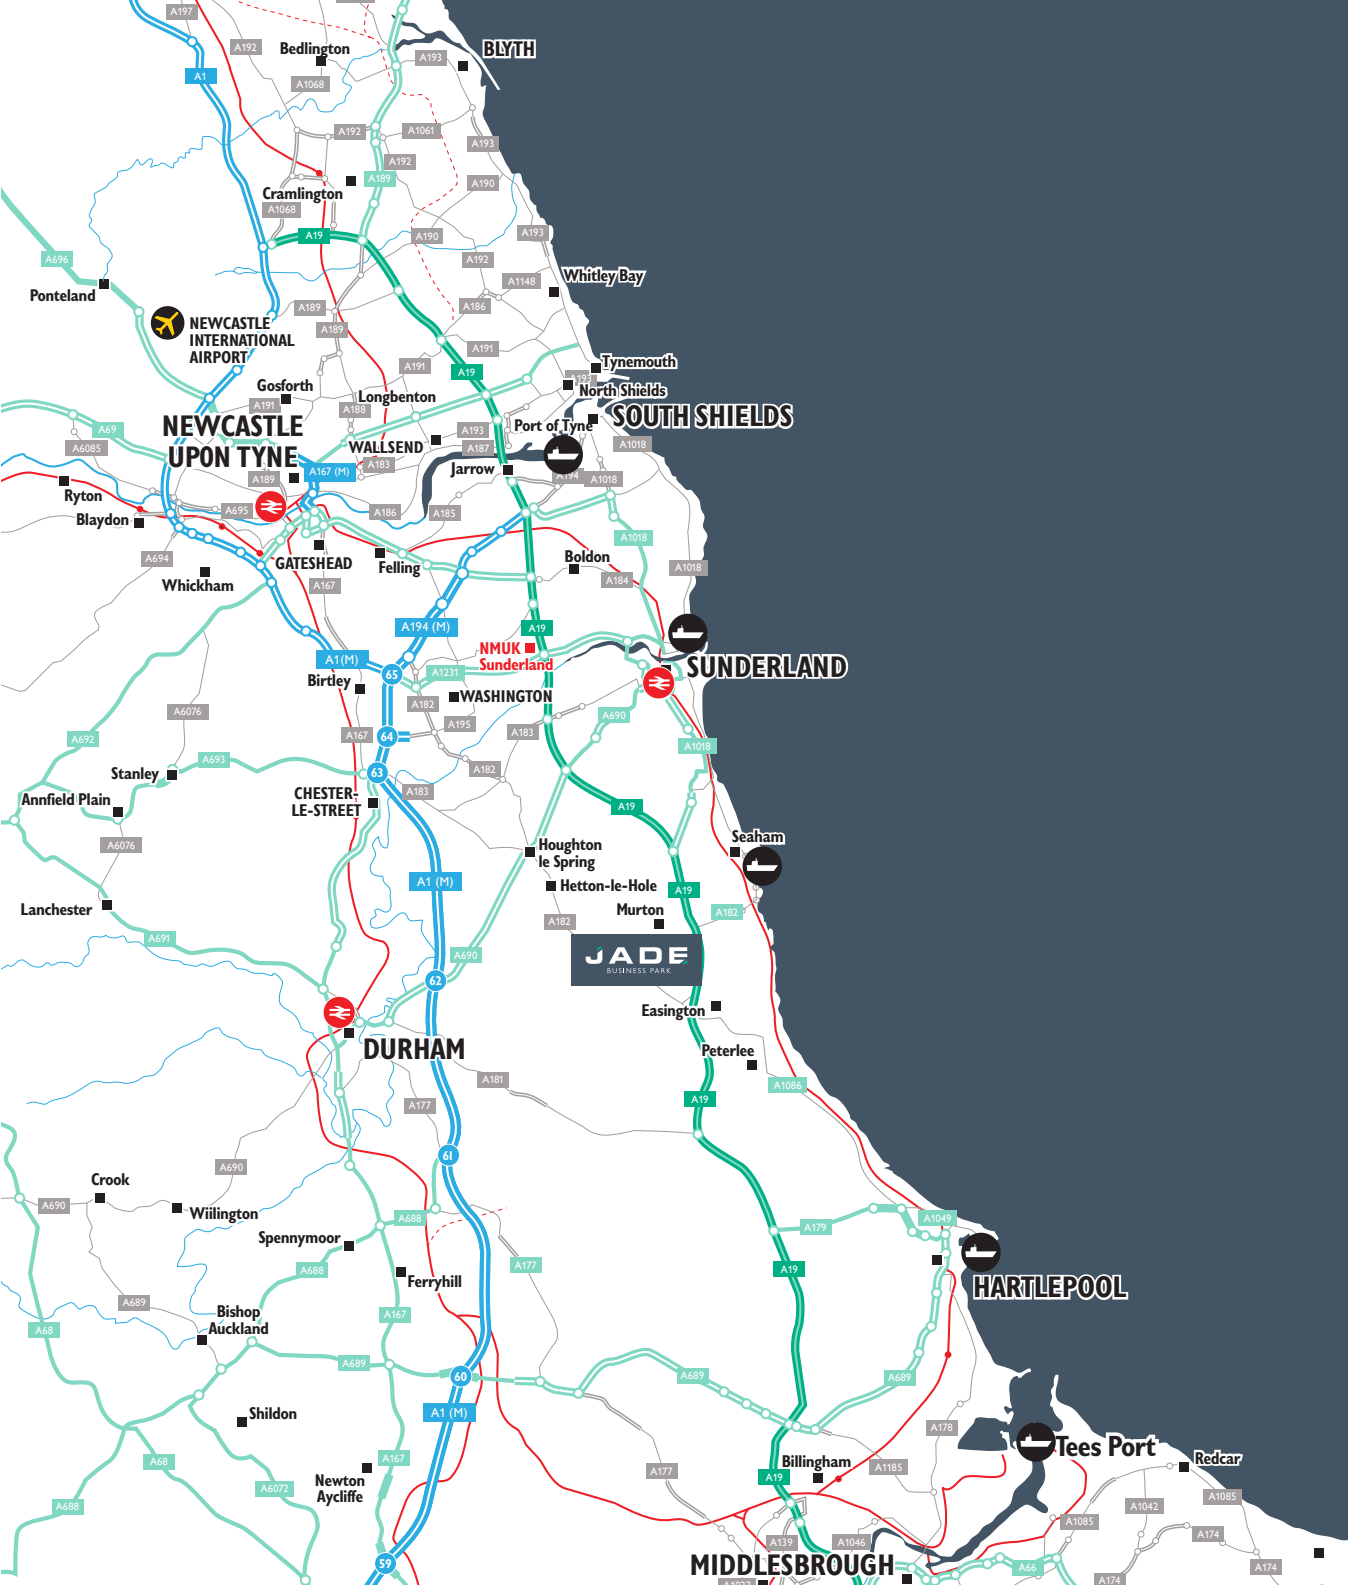 A197
A192
Bedlington
BLYTH
A193
A1
A1068
A192
A1061
A193
A192
A189
A190
Cramlington
A1068
A19
A190
A193
A696
A192
Whitley Bay
A1148
Ponteland
A189
A186
NEWCASTLE
INTERNATIONAL
AIRPORT
A189
A191
Tynemouth
A191
A19
A193
North Shields
Gosforth
Longbenton
A191
A188
NEWCASTLE
UPON TYNE
SOUTH SHIELDS
Port of Tyne
A69
A193
WALLSEND
A6085
A187
A1018
A183
Jarrow
A167 (M)
A189
A194
A1018
Ryton
A695
A186
A185
Blaydon
A1018
A694
GATESHEAD
Felling
Boldon
A1018
A184
Whickham
A167
A194 (M)
A19
NMUK
Sunderland
A1(M)
SUNDERLAND
65
A1231
Birtley
WASHINGTON
A182
A6076
A690
A195
A692
A167
64
A183
A1018
A693
Stanley
63
A182
CHESTER-
LE-STREET
A183
Annfield Plain
A19
Seaham
A6076
Houghton
le Spring
A1 (M)
Hetton-le-Hole
A19
Lanchester
Murton
A182
A182
A691
A690
JADE
BUSINESS PARK
62
Easington
DURHAM
Peterlee
A181
A1086
A177
A19
61
A690
Crook
A690
Wiilington
A688
A1049
A179
Spennymoor
A177
A688
A19
Ferryhill
HARTLEPOOL
A689
Bishop
Auckland
A167
A68
A689
60
A689
A689
A1 (M)
Shildon
A178
Tees Port
A167
A68
Billingham
Redcar
A177
A19
A1185
Newton
Aycliffe
A6072
A1085
A688
A1042
A1085
A174
A139
A1046
59
MIDDLESBROUGH
A66
A174
A174